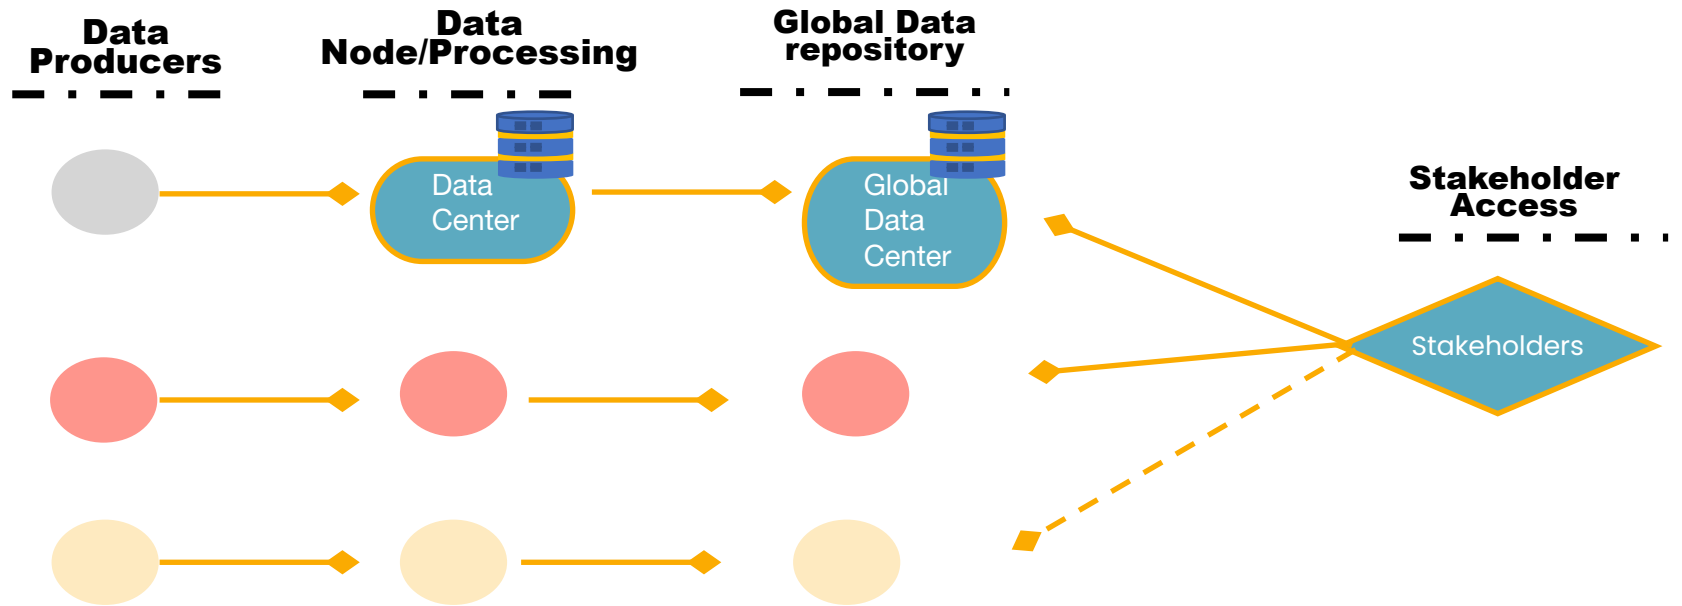 Data
Producers
Data
Node/Processing
Global Data
repository
Data
Center
Global
Data
Center
Stakeholder
Access
Stakeholders